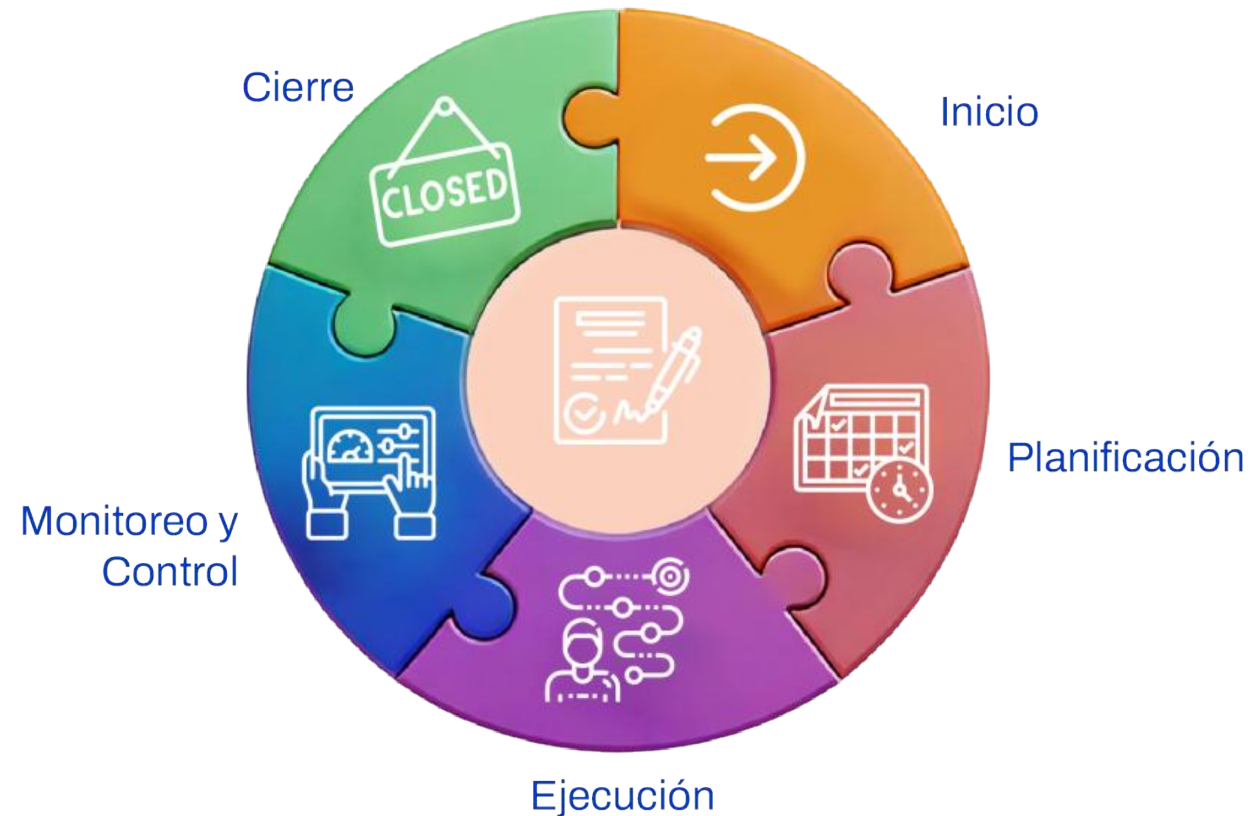 Cierre
CLOSED
Inicio
Planificación
Monitoreo y
Control
Ejecución